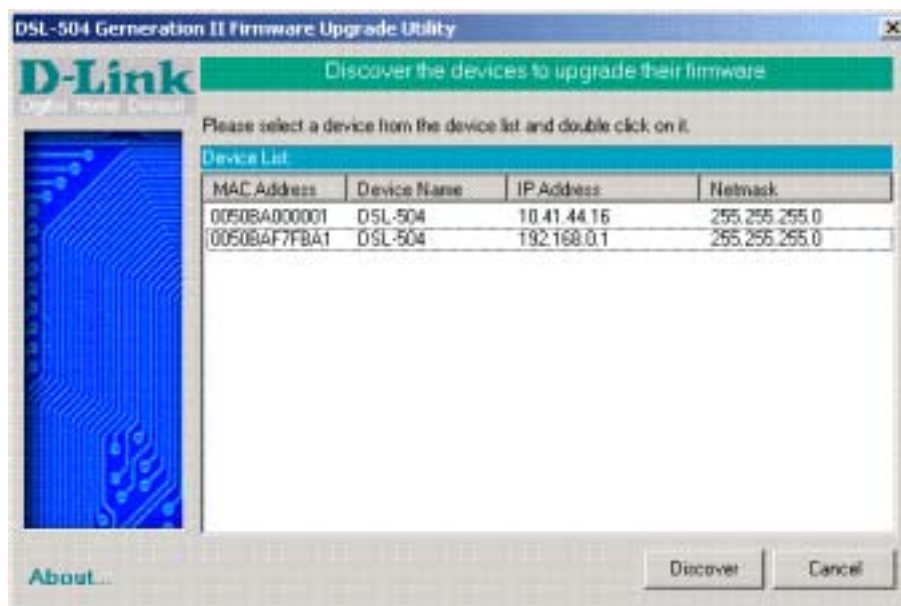 DSL-504 Gerneration II Firmware Upgrade Utility
D-Link
Discover the devices to upgrade their firmware
Please select a device from the device list and double click on it.
Device List:
MAC Address Device Name IP Address Netmask
0050BA000001 DSL-504 10.41.44.16 255.255.255.0
0050BAF7FBA1 DSL-504 192.168.0.1 255.255.255.0
About...
Discover Cancel